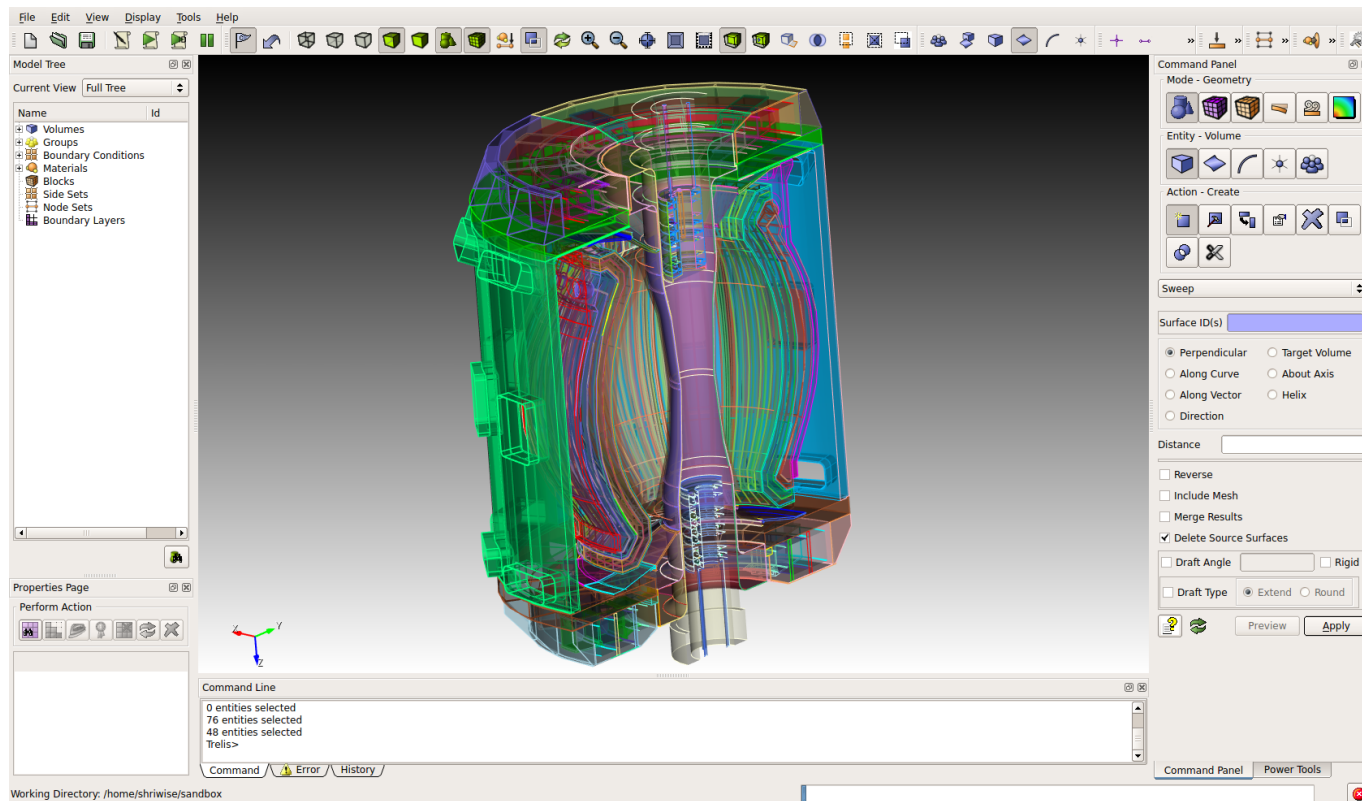 File Edit View Display Tools Help
Model Tree
Current View Full Tree
Name Id
Volumes
Groups
Boundary Conditions
Materials
Blocks
Side Sets
Node Sets
Boundary Layers
Properties Page
Perform Action
X Y Z
Command Line
0 entities selected
76 entities selected
48 entities selected
Trelis>
Command Error History
Working Directory: /home/shriwise/sandbox
Command Panel
Mode - Geometry
Entity - Volume
Action - Create
Sweep
Surface ID(s)
Perpendicular Target Volume
Along Curve About Axis
Along Vector Helix
Direction
Distance
Reverse
Include Mesh
Merge Results
Delete Source Surfaces
Draft Angle Rigid
Draft Type Extend Round
Preview Apply
Command Panel Power Tools